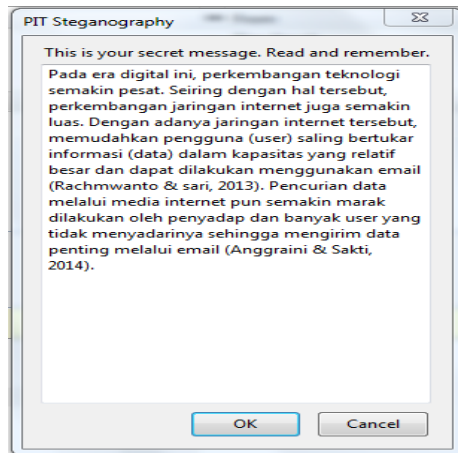 PIT Steganography
This is your secret message. Read and remember.
Pada era digital ini, perkembangan teknologi
semakin pesat. Seiring dengan hal tersebut,
perkembangan jaringan internet juga semakin
luas. Dengan adanya jaringan internet tersebut,
memudahkan pengguna (user) saling bertukar
informasi (data) dalam kapasitas yang relatif
besar dan dapat dilakukan menggunakan email
(Rachmwanto & sari, 2013). Pencurian data
melalui media internet pun semakin marak
dilakukan oleh penyadap dan banyak user yang
tidak menyadarinya sehingga mengirim data
penting melalui email (Anggraini & Sakti,
2014).
OK Cancel